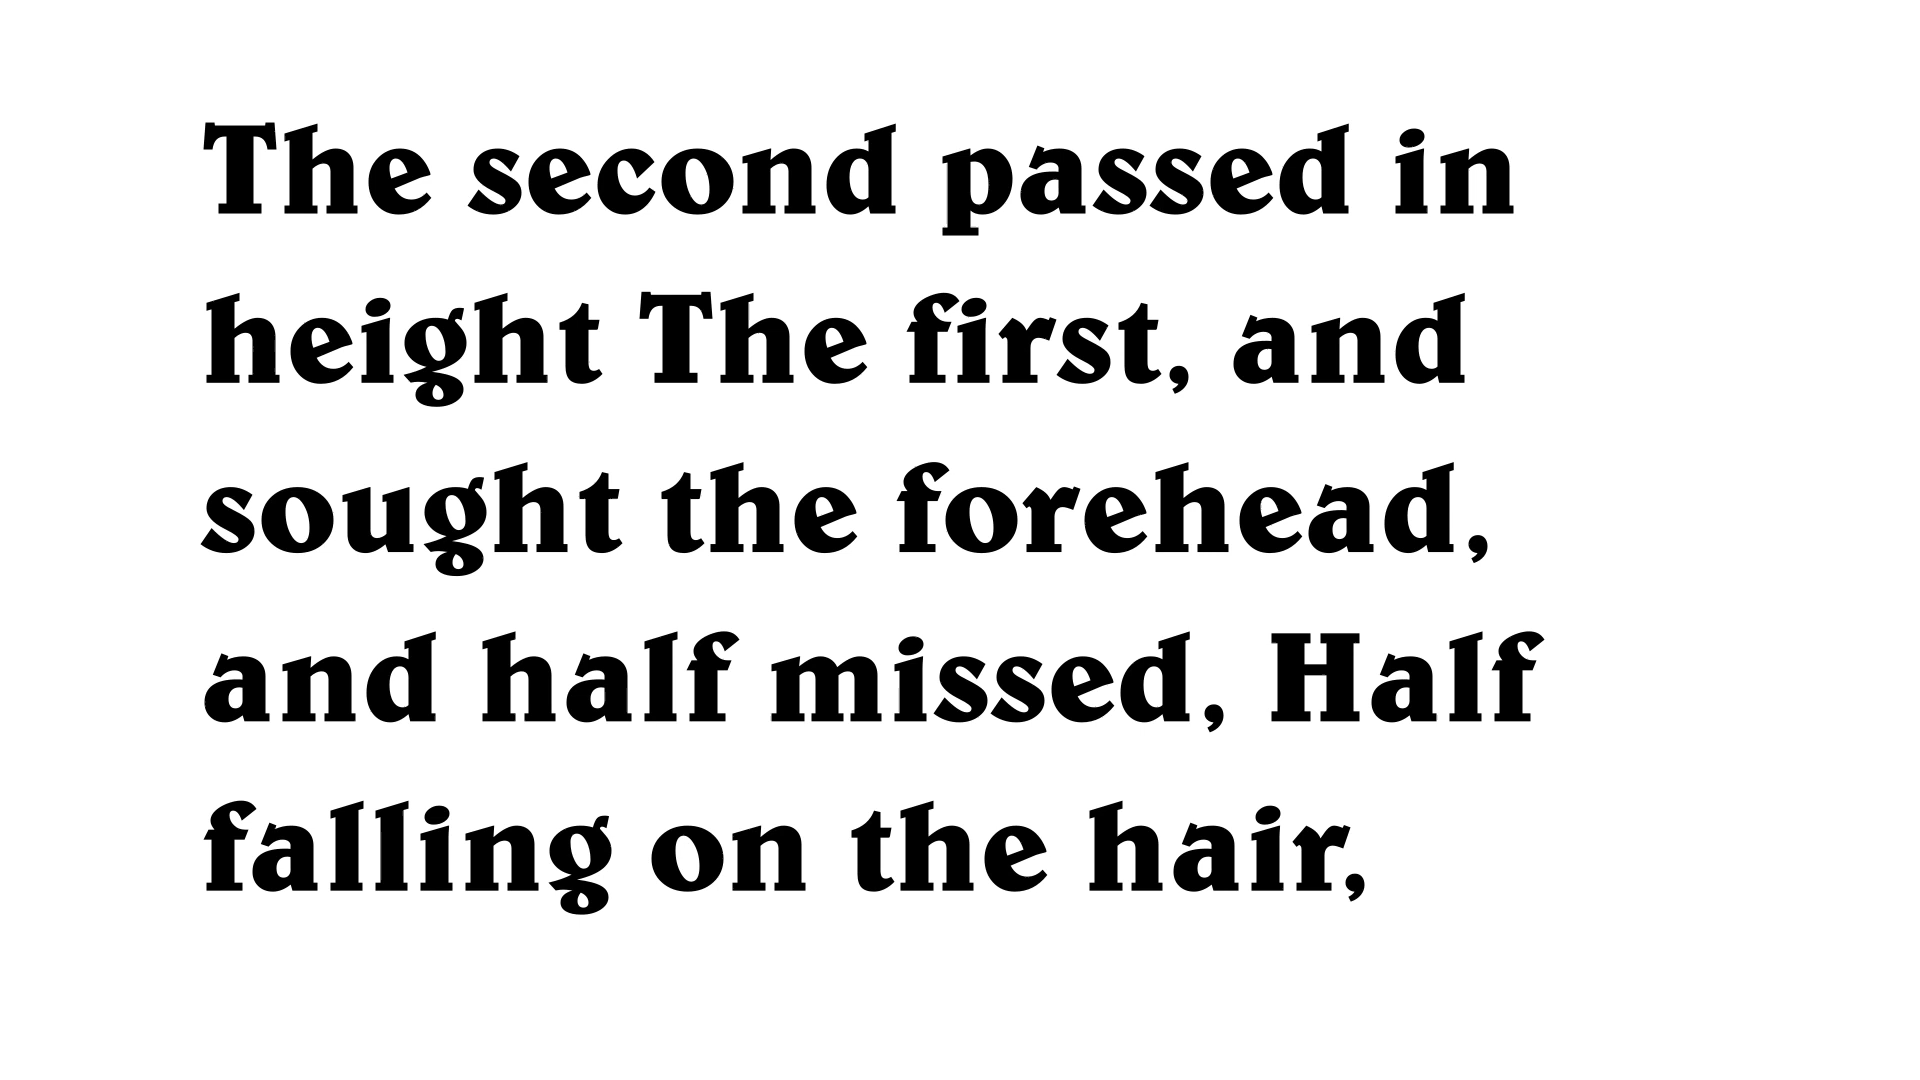 The second passed in
height The first, and
sought the forehead,
and half missed, Half
falling on the hair,